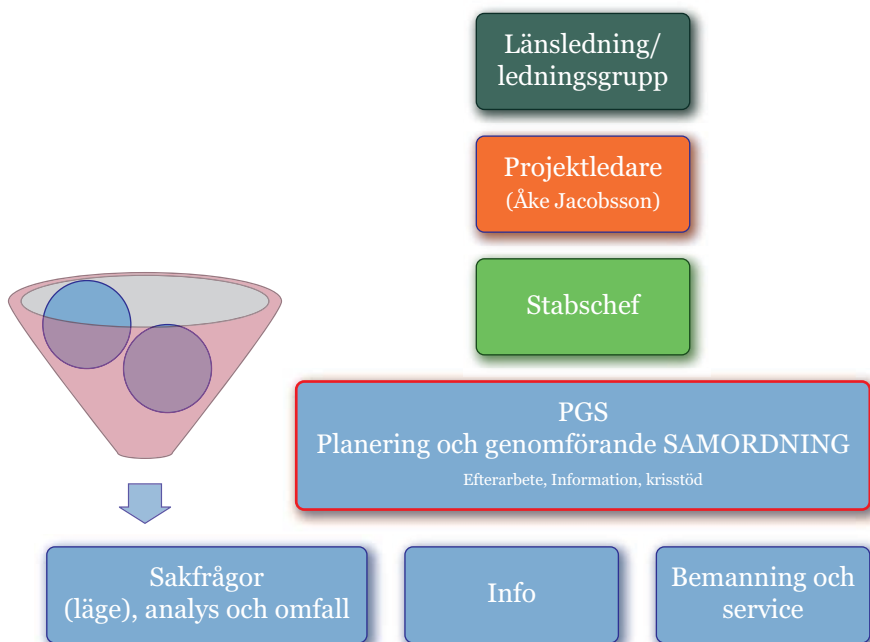 Länsledning/
ledningsgrupp
Projektledare
(Åke Jacobsson)
Stabschef
PGS
Planering och genomförande SAMORDNING
Efterarbete, Information, krisstöd
Sakfrågor
(läge), analys och omfall
Info
Bemanning och
service